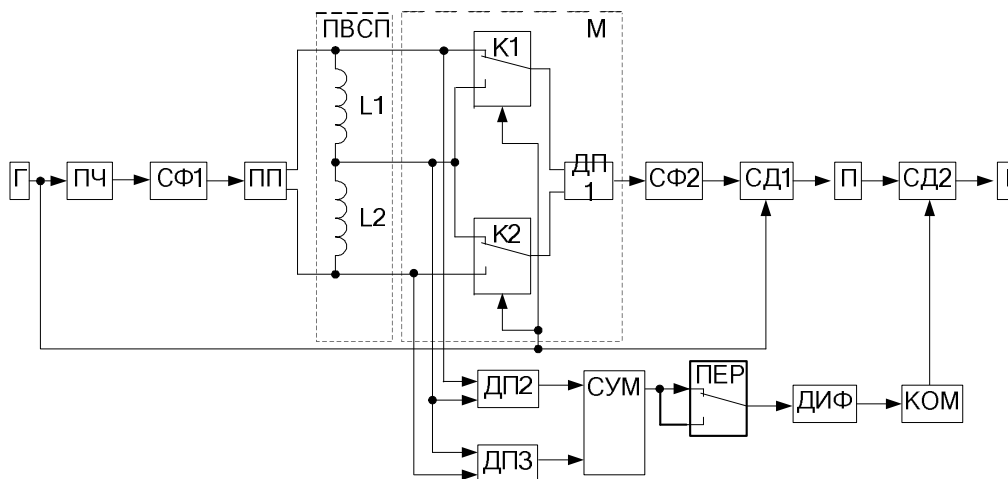 ПВСП
М
К1
L1
Г
ПЧ
СФ1
ПП
ДП
1
СФ2
СД1
П
СД2
L2
К2
ДП2
СУМ
ПЕР
ДИФ
КОМ
ДП3